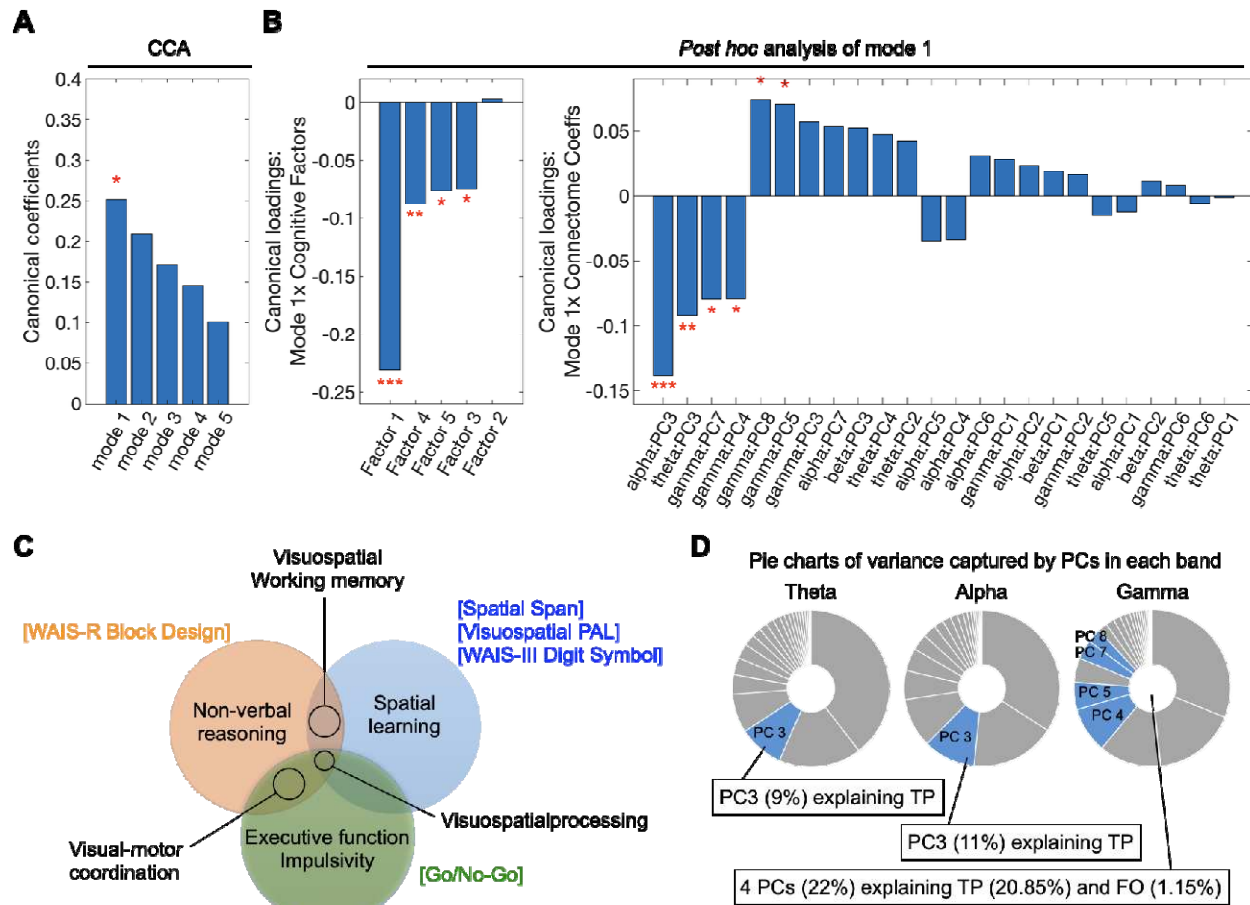 A
CCA
Canonical coefficients
0.4
0.35
0.3
0.25
0.2
0.15
0.1
0.05
0
*
mode 1
mode 2
mode 3
mode 4
mode 5
B
Post hoc analysis of mode 1
Canonical loadings:
Mode 1x Cognitive Factors
0
-0.05
-0.1
-0.15
-0.2
-0.25
***
**
*
*
Factor 1
Factor 4
Factor 5
Factor 3
Factor 2
Canonical loadings:
Mode 1x Connectome Coeffs
0.05
0
-0.05
-0.1
-0.15
***
**
*
*
*
*
alpha:PC3
theta:PC3
gamma:PC7
gamma:PC4
gamma:PC8
gamma:PC5
gamma:PC3
alpha:PC7
beta:PC3
theta:PC4
theta:PC2
alpha:PC5
alpha:PC4
alpha:PC6
gamma:PC1
alpha:PC2
beta:PC1
gamma:PC2
theta:PC5
alpha:PC1
beta:PC2
gamma:PC6
theta:PC6
theta:PC1
C
Visuospatial
Working memory
[WAIS-R Block Design]
[Spatial Span]
[Visuospatial PAL]
[WAIS-III Digit Symbol]
Non-verbal
reasoning
Spatial
learning
Executive function
Impulsivity
Visual-motor
coordination
Visuospatialprocessing
[Go/No-Go]
D
Pie charts of variance captured by PCs in each band
Theta
Alpha
Gamma
PC 3
PC 3
PC 8
PC 7
PC 5
PC 4
PC3 (9%) explaining TP
PC3 (11%) explaining TP
4 PCs (22%) explaining TP (20.85%) and FO (1.15%)